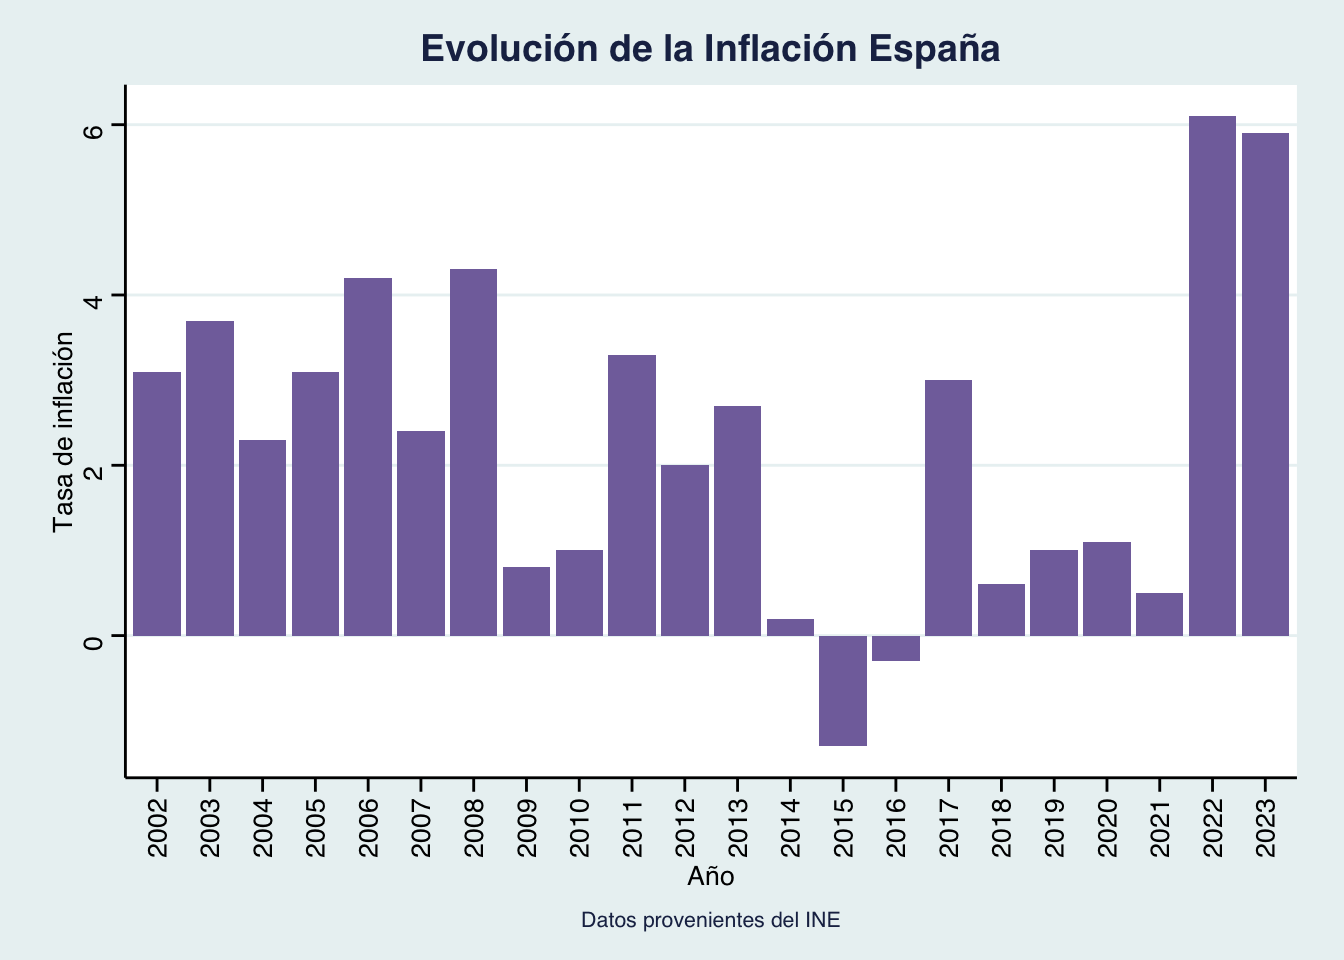 Evolución de la Inflación España
Tasa de inflación
6
4
2
0
2002 2003 2004 2005 2006 2007 2008 2009 2010 2011 2012 2013 2014 2015 2016 2017 2018 2019 2020 2021 2022 2023
Año
Datos provenientes del INE